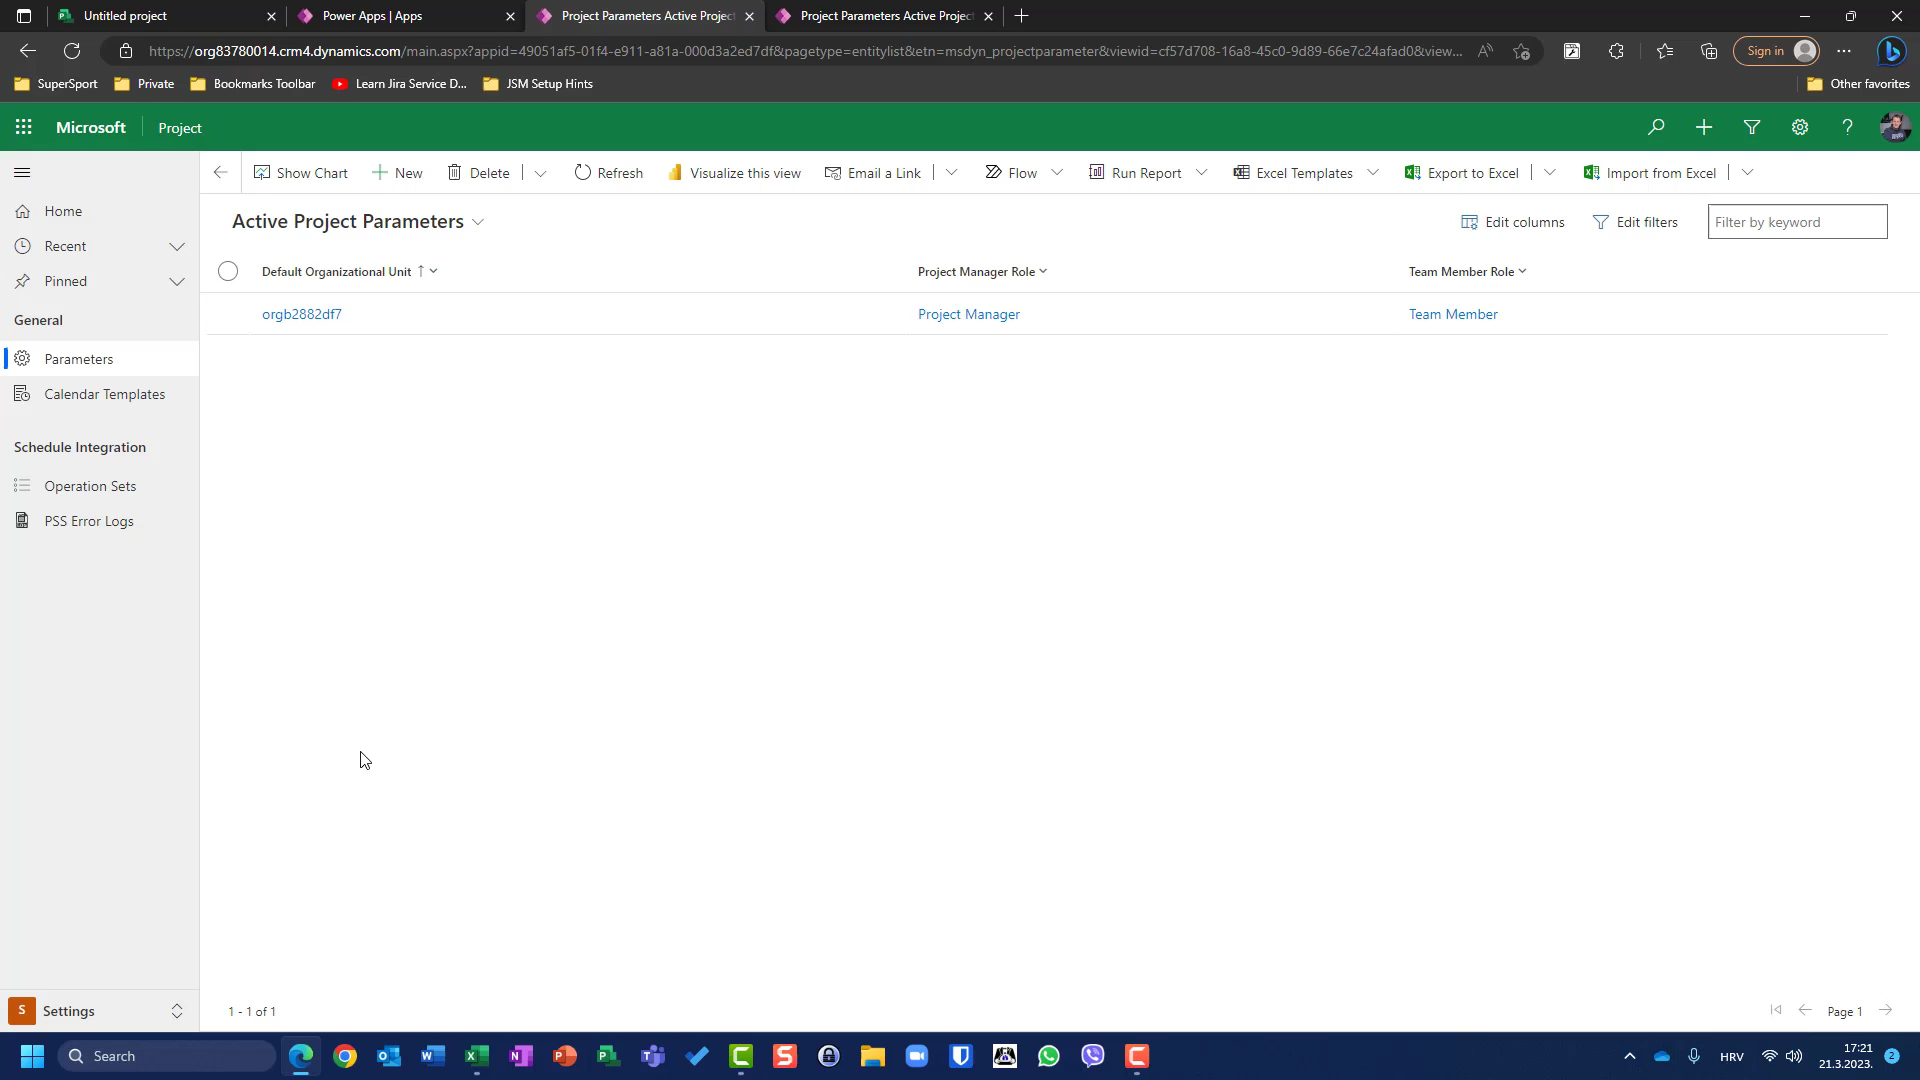 Untitled project
Power Apps | Apps
Project Parameters Active Project
Project Parameters Active Project
https://org83780014.crm4.dynamics.com/main.aspx?appid=49051af5-01f4-e911-a81a-000d3a2ed7df&pagetype=entitylist&etn=msdyn_projectparameter&viewid=cf57d708-16a8-45c0-9d89-66e7c24afad0&view...
Sign in
SuperSport
Private
Bookmarks Toolbar
Learn Jira Service D...
JSM Setup Hints
Other favorites
Microsoft
Project
Show Chart
New
Delete
Refresh
Visualize this view
Email a Link
Flow
Run Report
Excel Templates
Export to Excel
Import from Excel
Home
Recent
Pinned
General
Parameters
Calendar Templates
Schedule Integration
Operation Sets
PSS Error Logs
S
Settings
Active Project Parameters
Edit columns
Edit filters
Filter by keyword
Default Organizational Unit
Project Manager Role
Team Member Role
orgb2882df7
Project Manager
Team Member
1 - 1 of 1
Page 1
Search
HRV
17:21
21.3.2023.
2